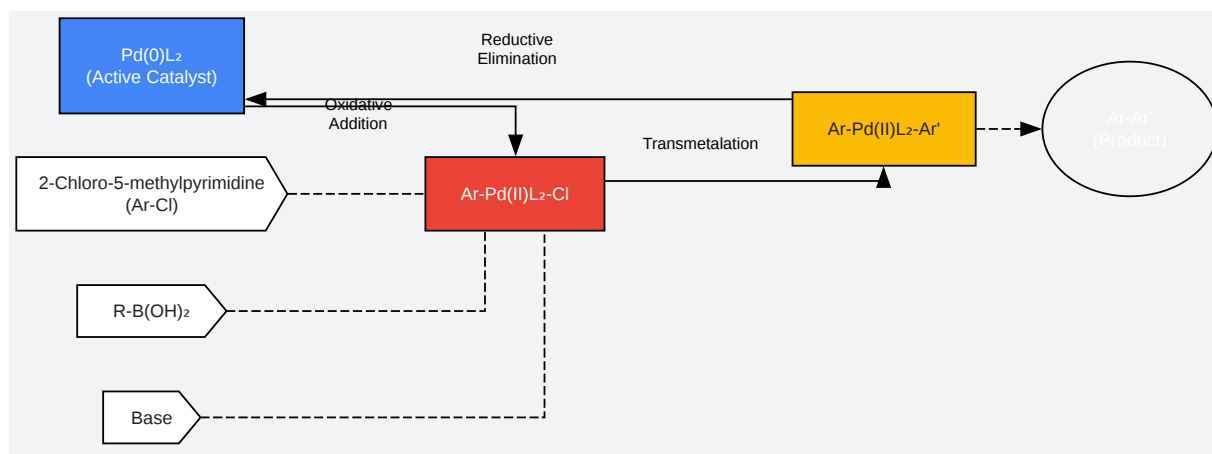 Pd(0)L₂
(Active Catalyst)
Reductive
Elimination
Oxidative
Addition
Transmetalation
Ar-Pd(II)L₂-Ar'
Ar-Ar'
(Product)
2-Chloro-5-methylpyrimidine
(Ar-Cl)
Ar-Pd(II)L₂-Cl
R-B(OH)₂
Base